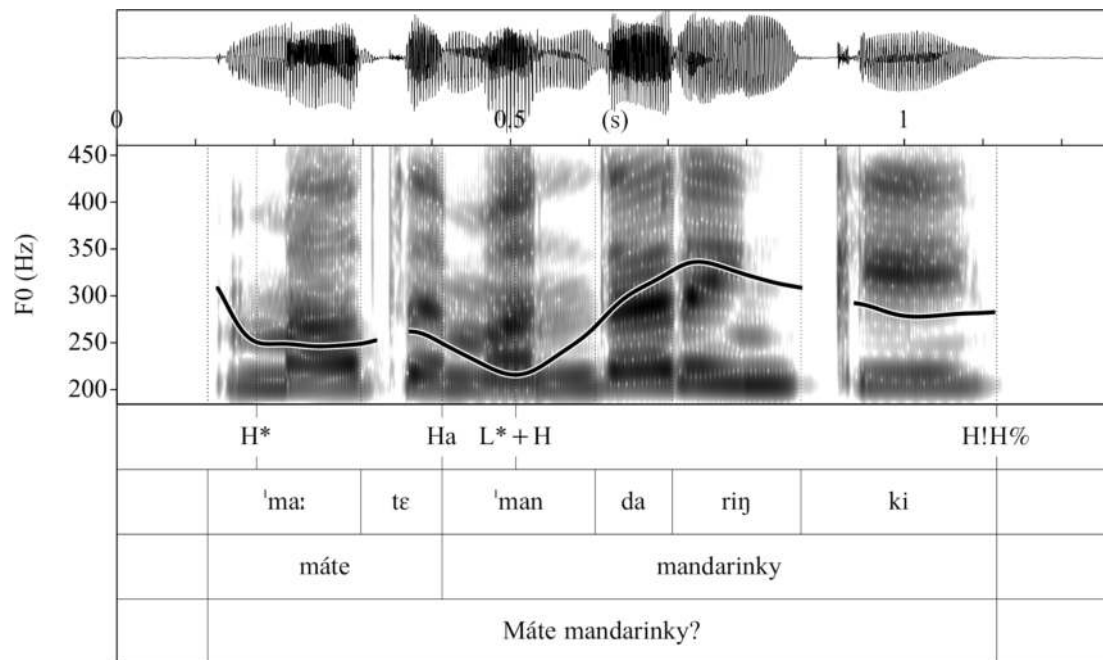 0 0.5 (s) 1
450
400
350
300
250
200
F0 (Hz)
H* Ha L*+H H!H%
ˈmaː tɛ ˈman da riŋ ki
máte mandarinky
Máte mandarinky?